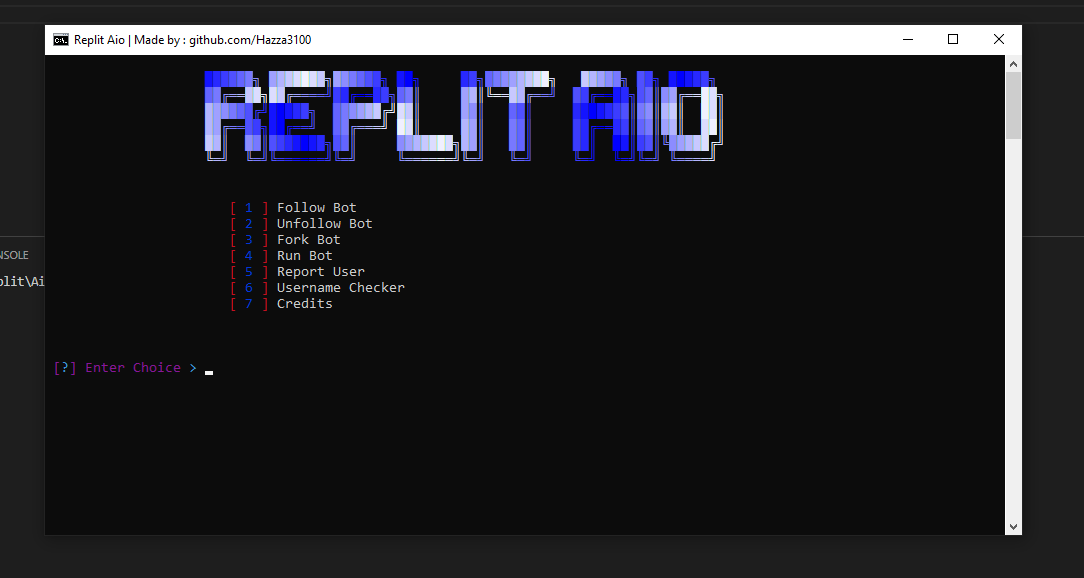 Replit Aio | Made by : github.com/Hazza3100
REPLIT AIO
[ 1 ] Follow Bot
[ 2 ] Unfollow Bot
[ 3 ] Fork Bot
[ 4 ] Run Bot
[ 5 ] Report User
[ 6 ] Username Checker
[ 7 ] Credits
NSOLE
plit\Ai
[?] Enter Choice >